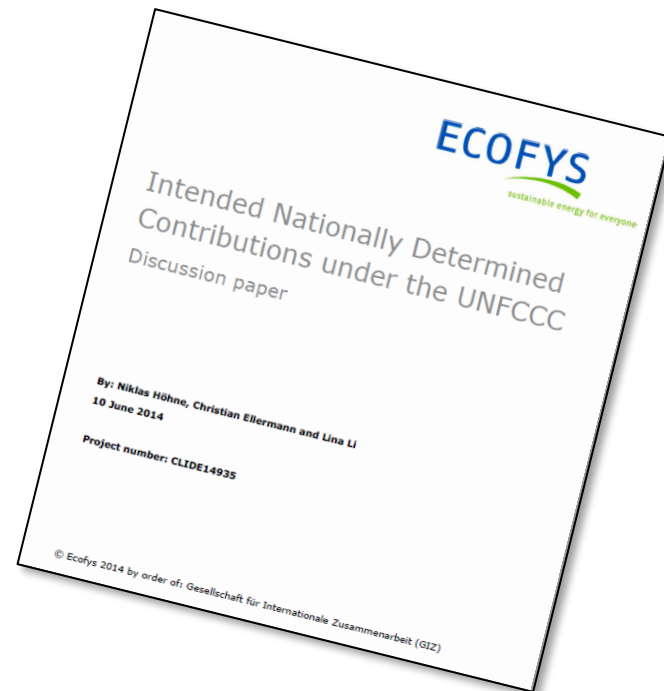 ECOFYS
sustainable energy for everyone
Intended Nationally Determined
Contributions under the UNFCCC
Discussion paper
By: Niklas Höhne, Christian Ellermann and Lina Li
10 June 2014
Project number: CLIDE14935
© Ecofys 2014 by order of: Gesellschaft für Internationale Zusammenarbeit (GIZ)